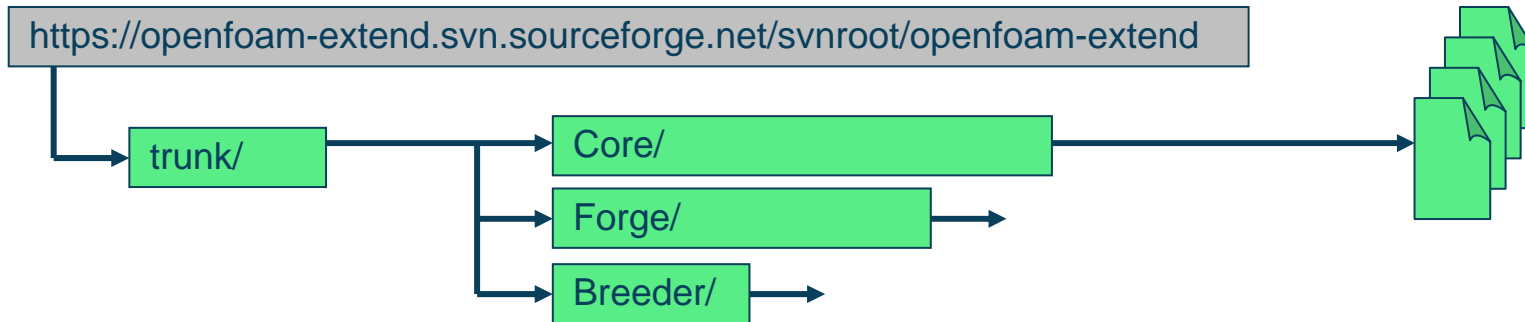 https://openfoam-extend.svn.sourceforge.net/svnroot/openfoam-extend
trunk/
Core/
Forge/
Breeder/